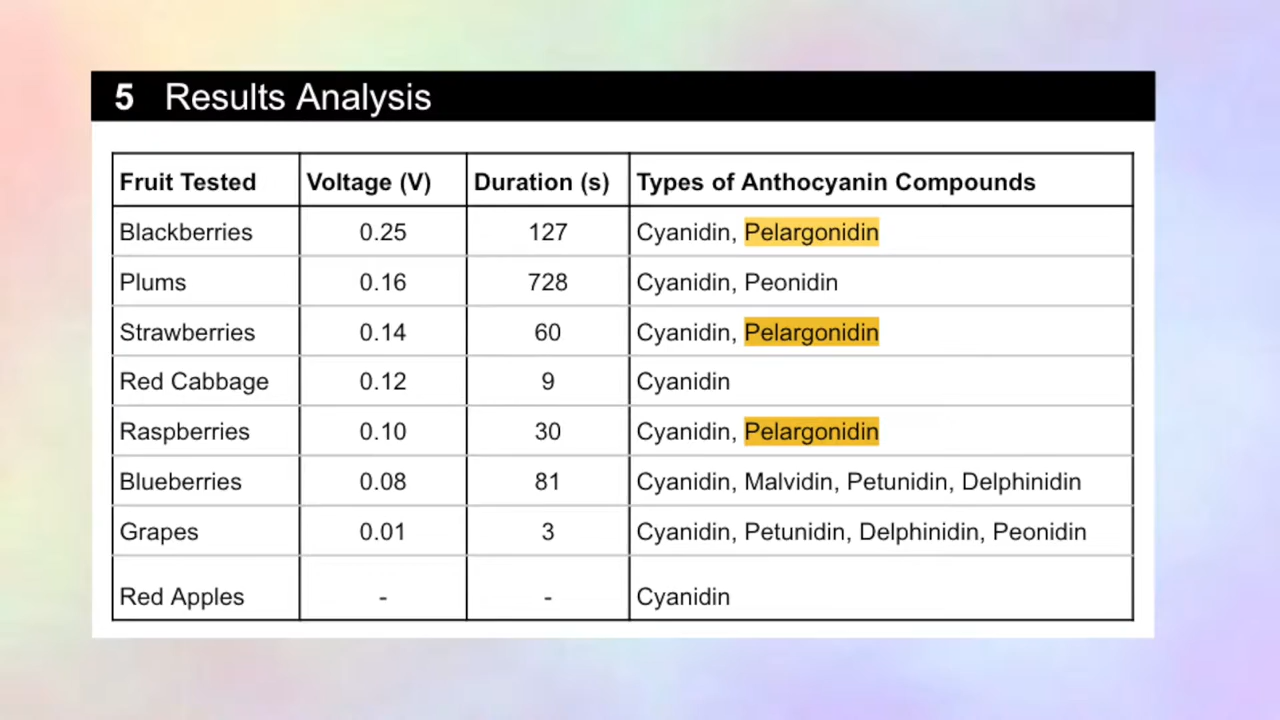 5 Results Analysis
Fruit Tested Voltage (V) Duration (s) Types of Anthocyanin Compounds
Blackberries 0.25 127 Cyanidin, Pelargonidin
Plums 0.16 728 Cyanidin, Peonidin
Strawberries 0.14 60 Cyanidin, Pelargonidin
Red Cabbage 0.12 9 Cyanidin
Raspberries 0.10 30 Cyanidin, Pelargonidin
Blueberries 0.08 81 Cyanidin, Malvidin, Petunidin, Delphinidin
Grapes 0.01 3 Cyanidin, Petunidin, Delphinidin, Peonidin
Red Apples - - Cyanidin